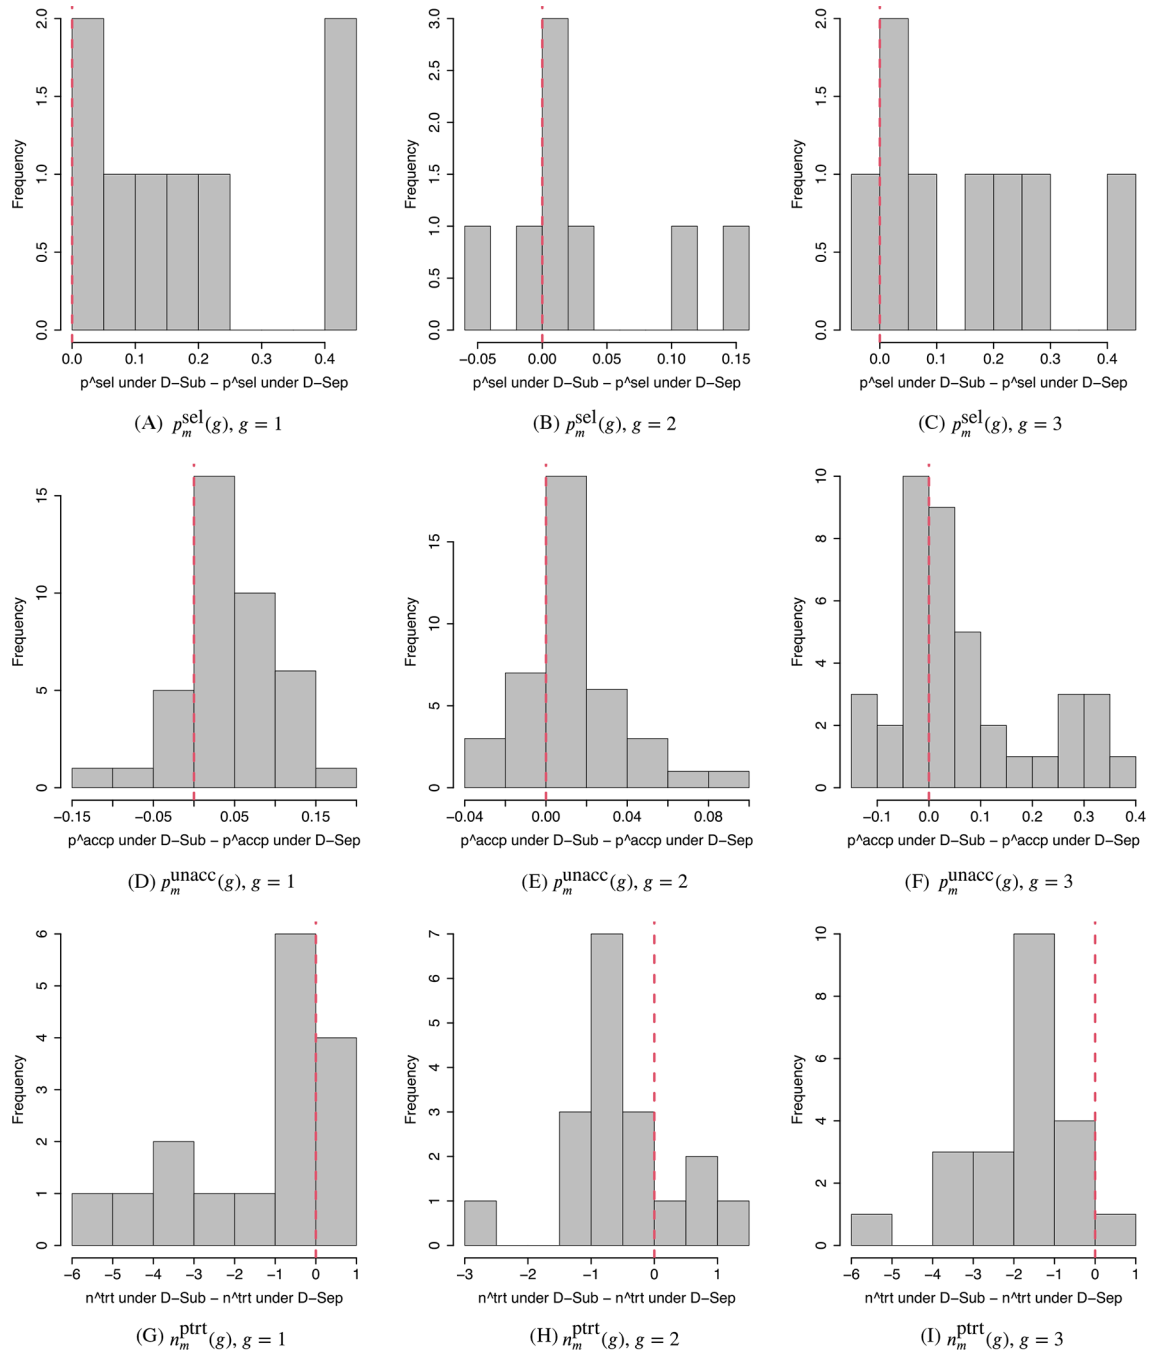 Frequency
0.0 0.5 1.0 1.5 2.0
0.0 0.1 0.2 0.3 0.4
p^sel under D−Sub − p^sel under D−Sep
(A) p_m^sel(g), g = 1
Frequency
0.0 0.5 1.0 1.5 2.0 2.5 3.0
−0.05 0.00 0.05 0.10 0.15
p^sel under D−Sub − p^sel under D−Sep
(B) p_m^sel(g), g = 2
Frequency
0.0 0.5 1.0 1.5 2.0
0.0 0.1 0.2 0.3 0.4
p^sel under D−Sub − p^sel under D−Sep
(C) p_m^sel(g), g = 3
Frequency
0 5 10 15
−0.15 −0.05 0.05 0.15
p^accp under D−Sub − p^accp under D−Sep
(D) p_m^unacc(g), g = 1
Frequency
0 5 10 15
−0.04 0.00 0.04 0.08
p^accp under D−Sub − p^accp under D−Sep
(E) p_m^unacc(g), g = 2
Frequency
0 2 4 6 8 10
−0.1 0.0 0.1 0.2 0.3 0.4
p^accp under D−Sub − p^accp under D−Sep
(F) p_m^unacc(g), g = 3
Frequency
0 1 2 3 4 5 6
−6 −5 −4 −3 −2 −1 0 1
n^trt under D−Sub − n^trt under D−Sep
(G) n_m^ptrt(g), g = 1
Frequency
0 1 2 3 4 5 6 7
−3 −2 −1 0 1
n^trt under D−Sub − n^trt under D−Sep
(H) n_m^ptrt(g), g = 2
Frequency
0 2 4 6 8 10
−6 −5 −4 −3 −2 −1 0 1
n^trt under D−Sub − n^trt under D−Sep
(I) n_m^ptrt(g), g = 3